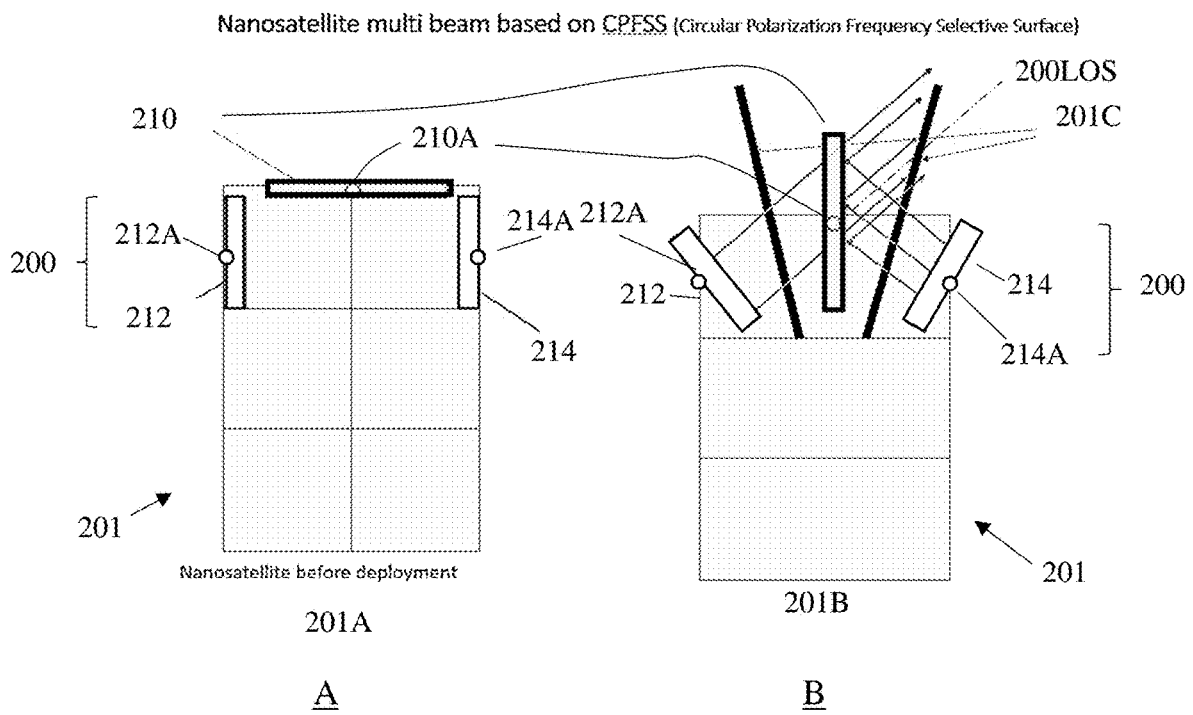 Nanosatellite multi beam based on CPFSS (Circular Polarization Frequency Selective Surface)
200LOS
210
201C
210A
212A
214A
212A
200
212
214
200
212
214
214A
201
201
Nanosatellite before deployment
201B
201A
A
B